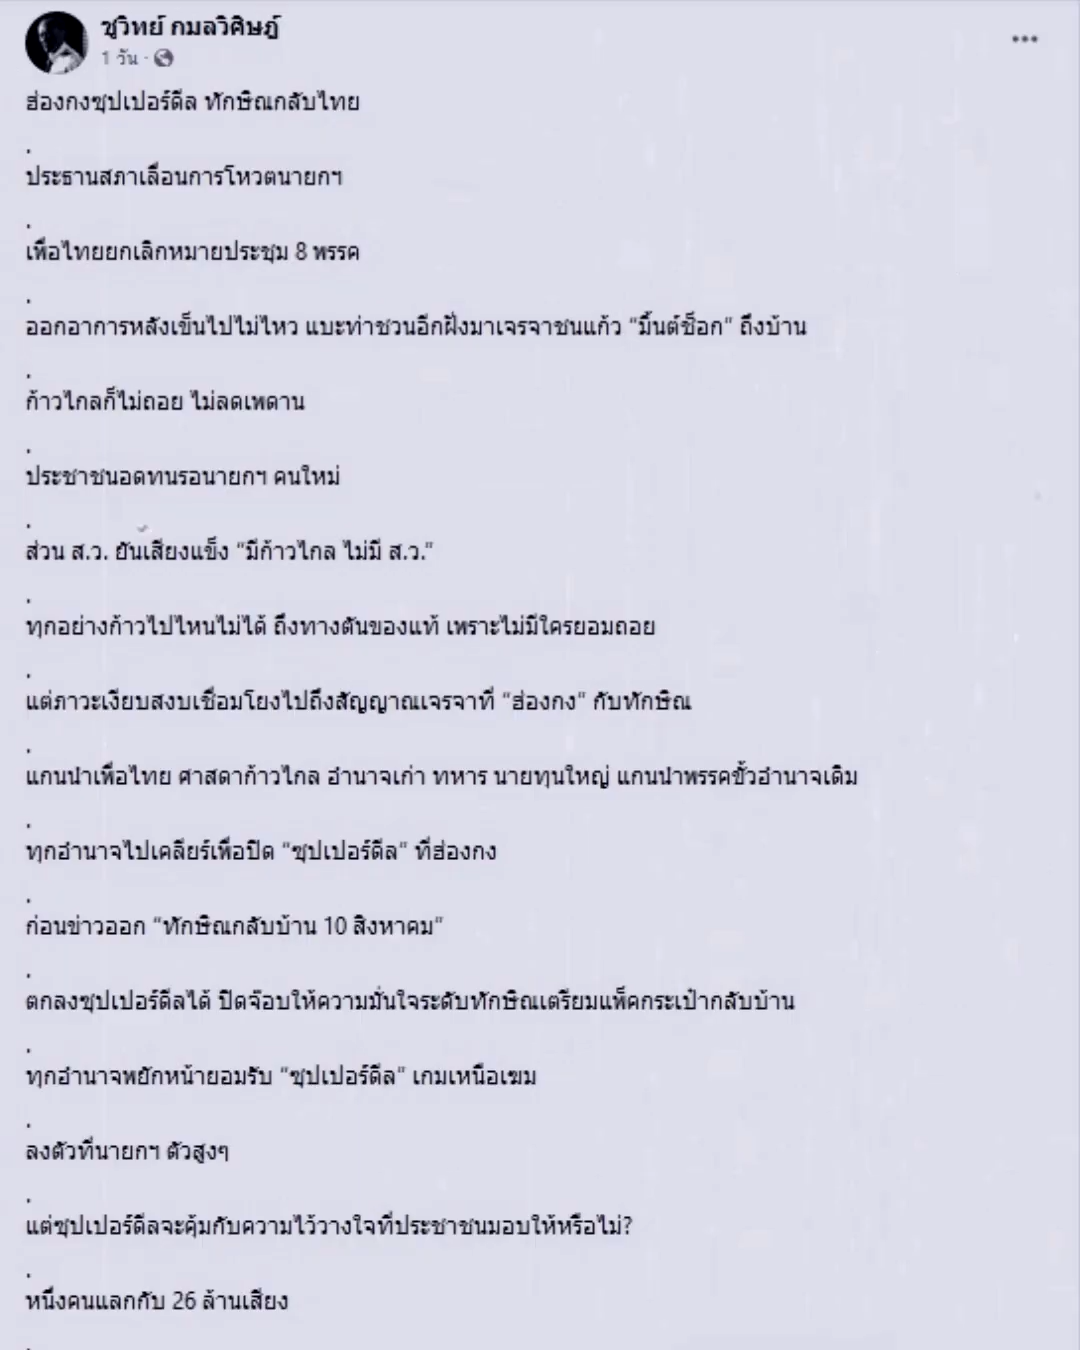 ชูวิทย์ กมลวิศิษฎ์
1 วัน ·
ฮ่องกงซุปเปอร์ดีล ทักษิณกลับไทย
.
ประธานสภาเลื่อนการโหวตนายกฯ
.
เพื่อไทยยกเลิกหมายประชุม 8 พรรค
.
ออกอาการหลังเข็นไปไม่ไหว แบะท่าชวนอีกฝั่งมาเจรจาชนแก้ว “มิ้นต์ช็อก” ถึงบ้าน
.
ก้าวไกลก็ไม่ถอย ไม่ลดเพดาน
.
ประชาชนอดทนรอนายกฯ คนใหม่
.
ส่วน ส.ว. ยันเสียงแข็ง “มีก้าวไกล ไม่มี ส.ว.”
.
ทุกอย่างก้าวไปไหนไม่ได้ ถึงทางตันของแท้ เพราะไม่มีใครยอมถอย
.
แต่ภาวะเงียบสงบเชื่อมโยงไปถึงสัญญาณเจรจาที่ “ฮ่องกง” กับทักษิณ
.
แกนนำเพื่อไทย ศาสดาก้าวไกล อำนาจเก่า ทหาร นายทุนใหญ่ แกนนำพรรคขั้วอำนาจเดิม
.
ทุกอำนาจไปเคลียร์เพื่อปิด “ซุปเปอร์ดีล” ที่ฮ่องกง
.
ก่อนข่าวออก “ทักษิณกลับบ้าน 10 สิงหาคม”
.
ตกลงซุปเปอร์ดีลได้ ปิดจ๊อบให้ความมั่นใจระดับทักษิณเตรียมแพ็คกระเป๋ากลับบ้าน
.
ทุกอำนาจพยักหน้ายอมรับ “ซุปเปอร์ดีล” เกมเหนือเฆม
.
ลงตัวที่นายกฯ ตัวสูงๆ
.
แต่ซุปเปอร์ดีลจะคุ้มกับความไว้วางใจที่ประชาชนมอบให้หรือไม่?
.
หนึ่งคนแลกกับ 26 ล้านเสียง
.